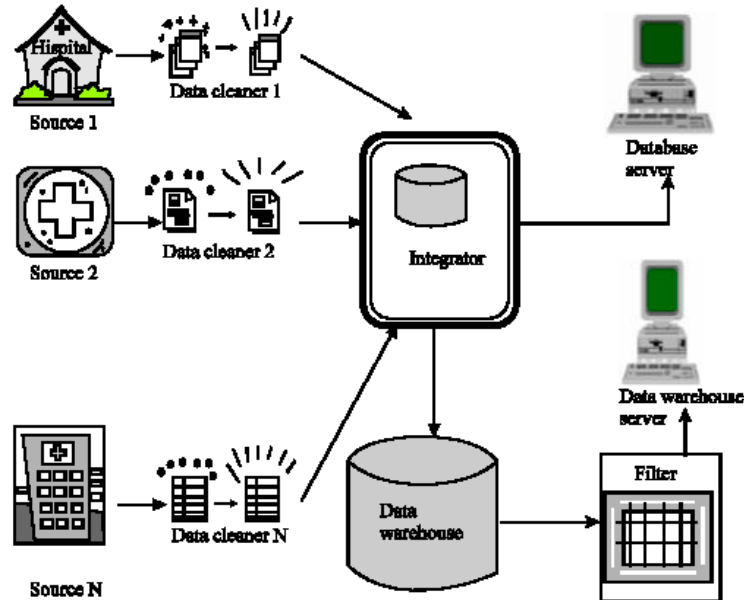 Hispital
Data cleaner 1
Source 1
Database
server
Data cleaner 2
Source 2
Integrator
Data warehouse
server
Filter
Data
warehouse
Data cleaner N
Source N